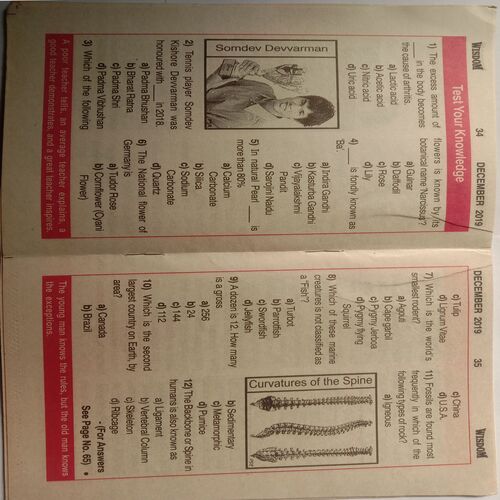 WISDOM 34 DECEMBER 2019
Test Your Knowledge
1) The excess amount of
____ in the body becomes
the cause of arthritis.
a) Lactic acid
b) Acetic acid
c) Nitric acid
d) Uric acid
Somdev Devvarman
2) Tennis player Somdev
Kishore Devvarman was
honoured with ____ in 2018.
a) Padma Bhushan
b) Bharat Ratna
c) Padma Shri
d) Padma Vibhushan
3) Which of the following
flowers is known by its
botanical name 'Narcissus'?
a) Gulnar
b) Daffodil
c) Rose
d) Lily
4) ____ is fondly known as
'Ba'.
a) Indira Gandhi
b) Kasturba Gandhi
c) Vijayalakshmi
Pandit
d) Sarojini Naidu
5) In natural Pearl ____ is
more than 80%
a) Calcium
Carbonate
b) Silica
c) Sodium
Carbonate
d) Quartz
6) The National flower of
Germany is
a) Tudor Rose
b) Cornflower (Cyani
Flower)
A poor teacher tells, an average teacher explains, a
good teacher demonstrates, and a great teacher inspires.
DECEMBER 2019 35 WISDOM
c) Tulip
d) Lignum Vitae
7) Which is the world's
smallest rodent?
a) Agouti
b) Cape garbil
c) Pygmy Jerboa
d) Pygmy flying
Squirrel
8) Which of these marine
creatures is not classified as
a "Fish"?
a) Turbot
b) Parrotfish
c) Swordfish
d) Jellyfish
9) A dozen is 12. How many
is a gross
a) 256
b) 24
c) 144
d) 112
10) Which is the second
largest country on Earth, by
area?
a) Canada
b) Brazil
c) China
d) U.S.A.
11) Fossils are found most
frequently in which of the
following types of rock?
a) Igneous
Curvatures of the Spine
b) Sedimentary
c) Metamorphic
d) Pumice
12) The Backbone or Spine in
humans is also known as
a) Ligament
b) Vertebral Column
c) Skeleton
d) Ribcage
(For Answers
See Page No. 65) •
The young man knows the rules, but the old man knows
the exceptions.